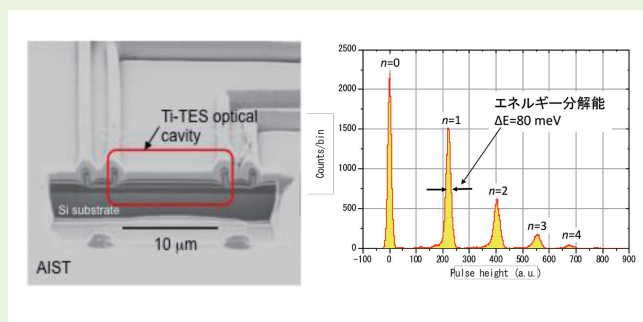 Ti-TES optical
cavity
Si substrate
10 μm
AIST
2500
2000
1500
1000
500
0
Counts/bin
n=0
n=1
n=2
n=3
n=4
エネルギー分解能
ΔE=80 meV
-100 0 100 200 300 400 500 600 700 800 900
Pulse height (a.u.)